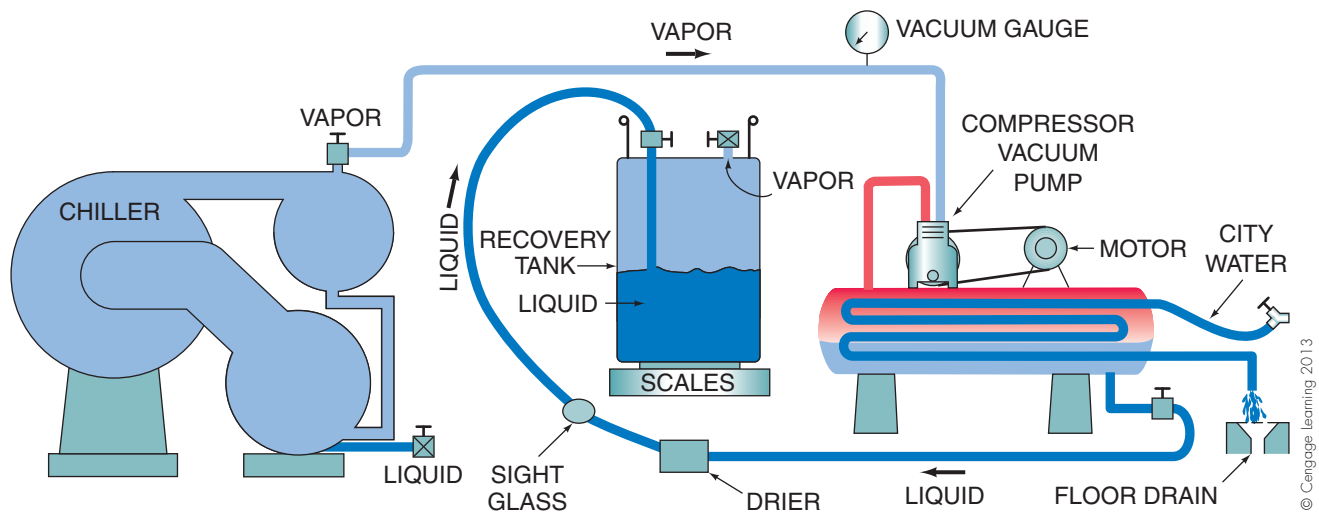 VAPOR
VACUUM GAUGE
VAPOR
COMPRESSOR
VACUUM
PUMP
CHILLER
LIQUID
VAPOR
RECOVERY
TANK
LIQUID
MOTOR
CITY
WATER
SCALES
SIGHT
GLASS
LIQUID
DRIER
LIQUID
FLOOR DRAIN
© Cengage Learning 2013